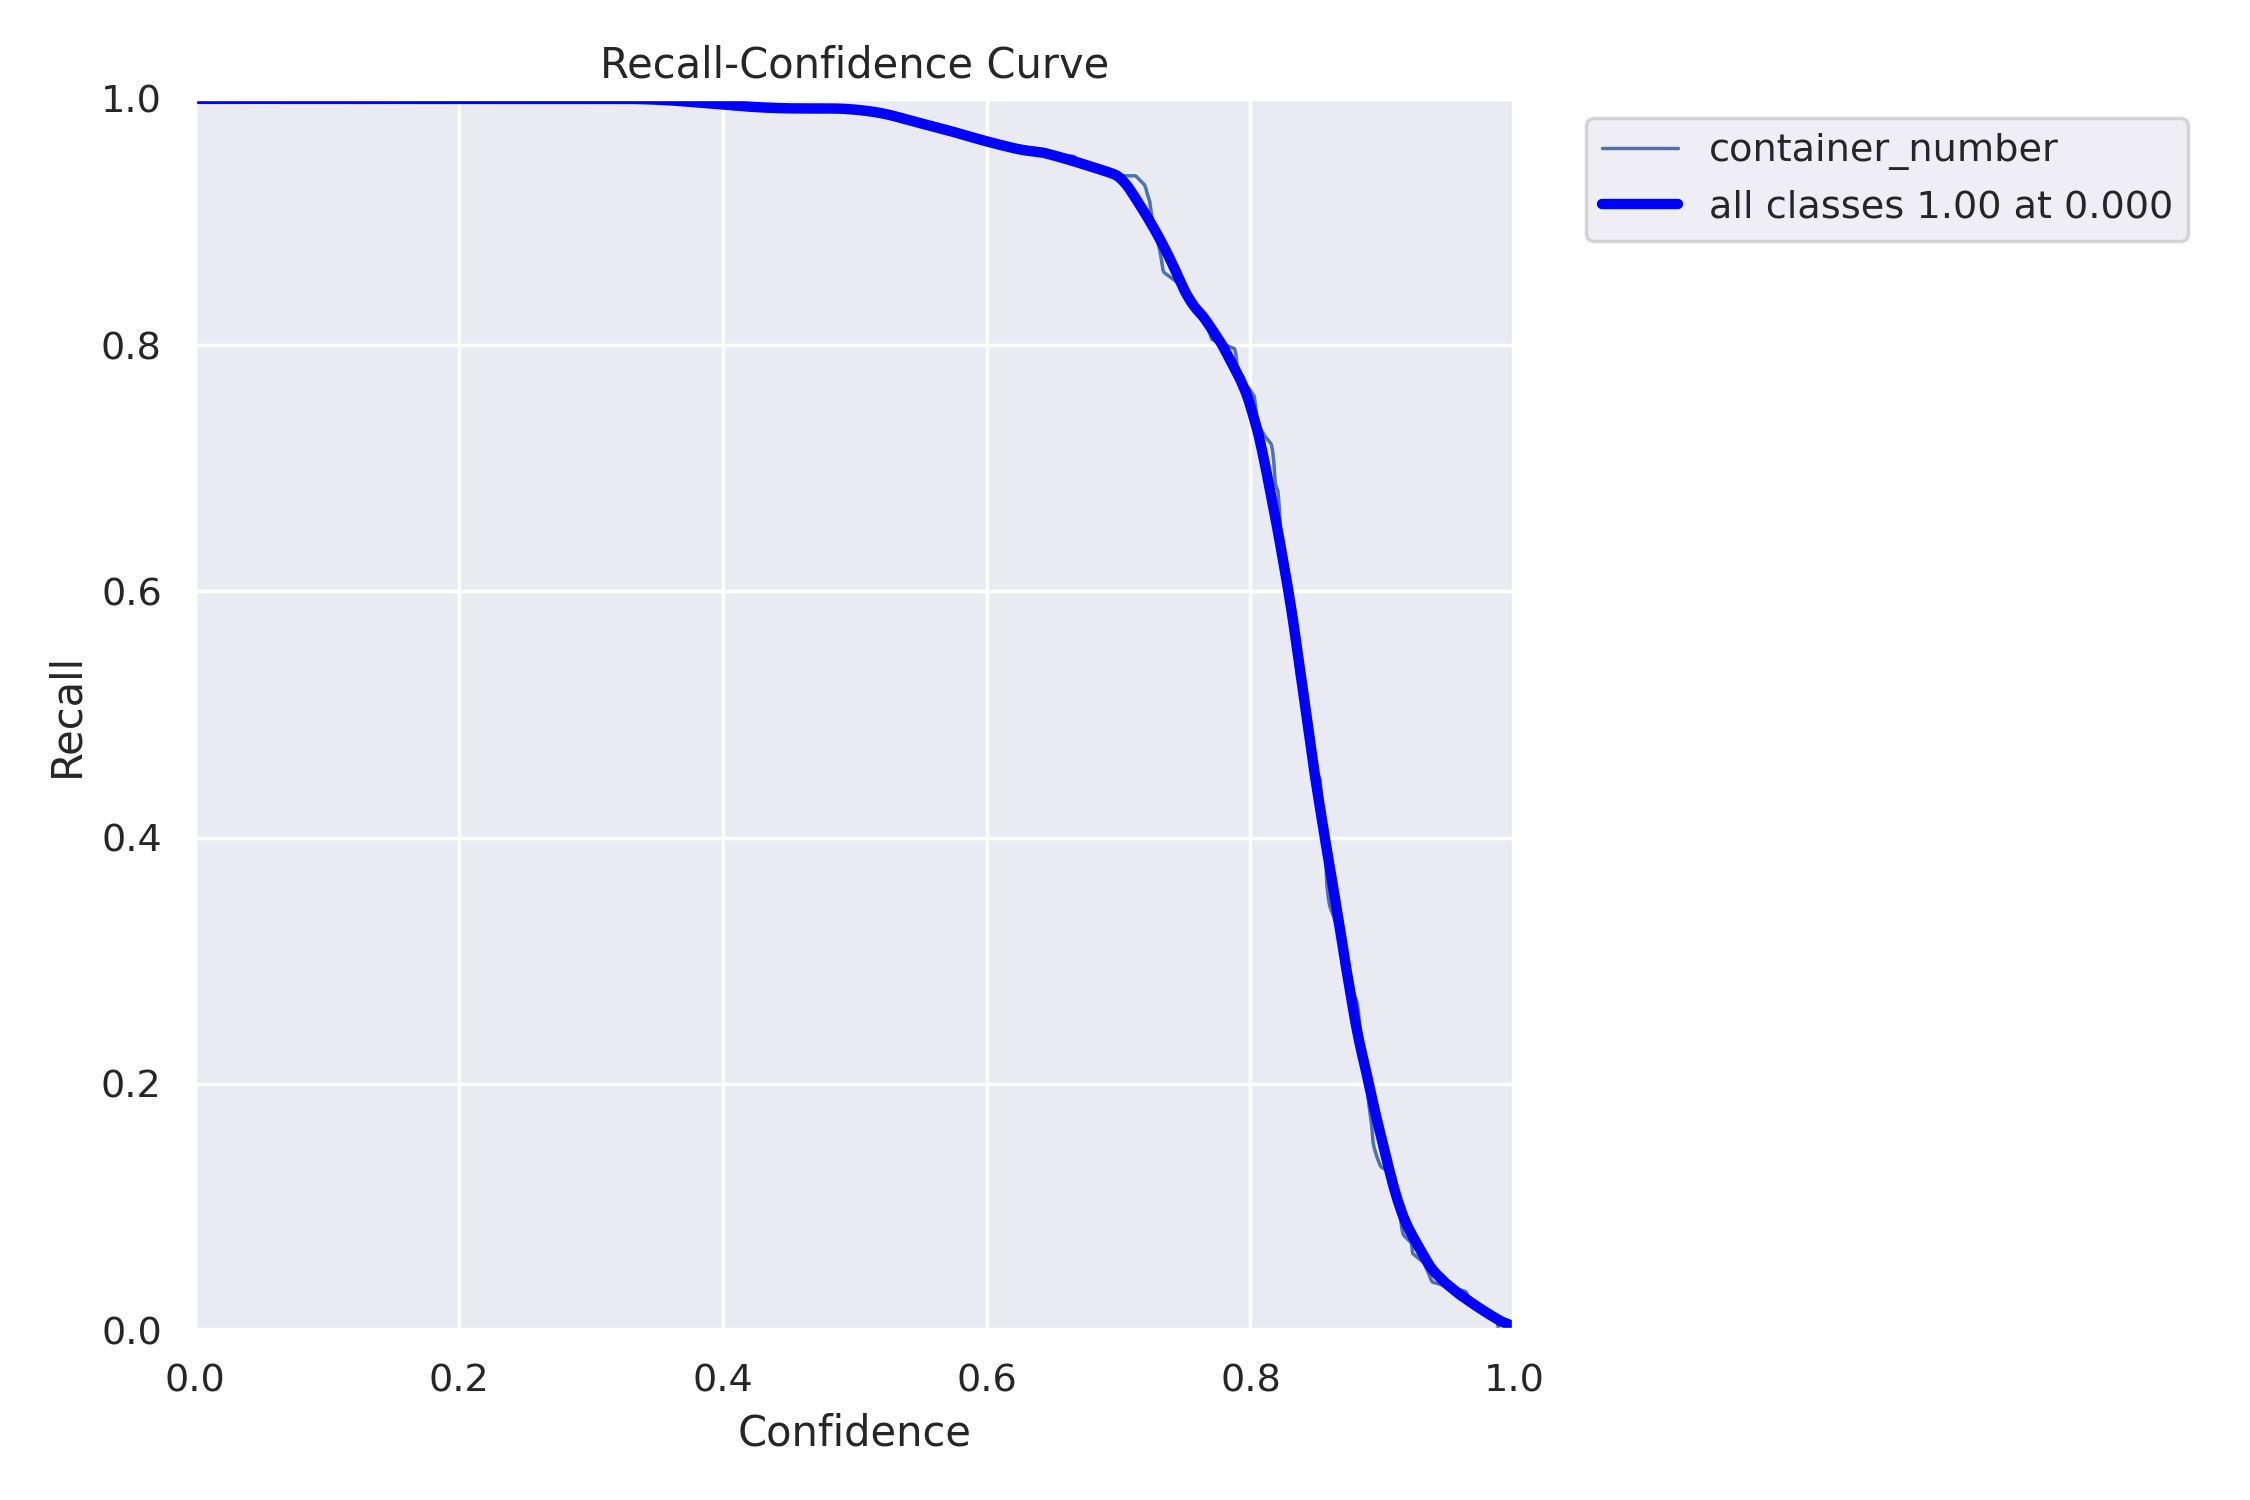 Recall-Confidence Curve
1.0
0.8
0.6
0.4
0.2
0.0
Recall
0.0 0.2 0.4 0.6 0.8 1.0
Confidence
container_number
all classes 1.00 at 0.000